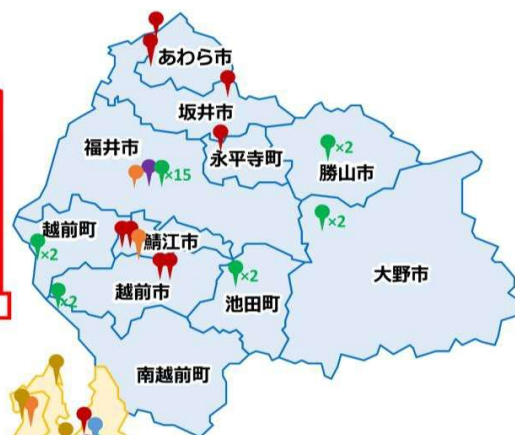 あわら市
坂井市
福井市
永平寺町
×2
勝山市
×15
×2
越前町
鯖江市
×2
大野市
×2
×2
越前市
池田町
南越前町